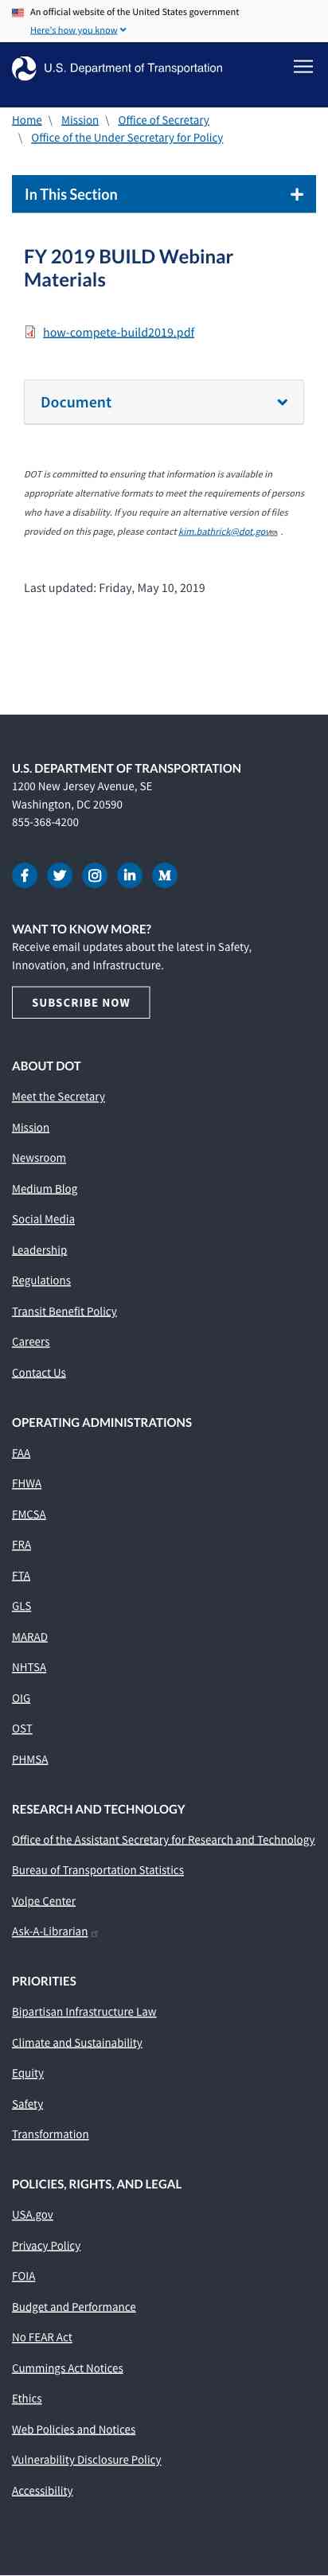 An official website of the United States government
Here's how you know
U.S. Department of Transportation
Home \ Mission \ Office of Secretary
\ Office of the Under Secretary for Policy
In This Section
FY 2019 BUILD Webinar
Materials
how-compete-build2019.pdf
Document
DOT is committed to ensuring that information is available in
appropriate alternative formats to meet the requirements of persons
who have a disability. If you require an alternative version of files
provided on this page, please contact kim.bathrick@dot.gov .
Last updated: Friday, May 10, 2019
U.S. DEPARTMENT OF TRANSPORTATION
1200 New Jersey Avenue, SE
Washington, DC 20590
855-368-4200
WANT TO KNOW MORE?
Receive email updates about the latest in Safety,
Innovation, and Infrastructure.
SUBSCRIBE NOW
ABOUT DOT
Meet the Secretary
Mission
Newsroom
Medium Blog
Social Media
Leadership
Regulations
Transit Benefit Policy
Careers
Contact Us
OPERATING ADMINISTRATIONS
FAA
FHWA
FMCSA
FRA
FTA
GLS
MARAD
NHTSA
OIG
OST
PHMSA
RESEARCH AND TECHNOLOGY
Office of the Assistant Secretary for Research and Technology
Bureau of Transportation Statistics
Volpe Center
Ask-A-Librarian
PRIORITIES
Bipartisan Infrastructure Law
Climate and Sustainability
Equity
Safety
Transformation
POLICIES, RIGHTS, AND LEGAL
USA.gov
Privacy Policy
FOIA
Budget and Performance
No FEAR Act
Cummings Act Notices
Ethics
Web Policies and Notices
Vulnerability Disclosure Policy
Accessibility